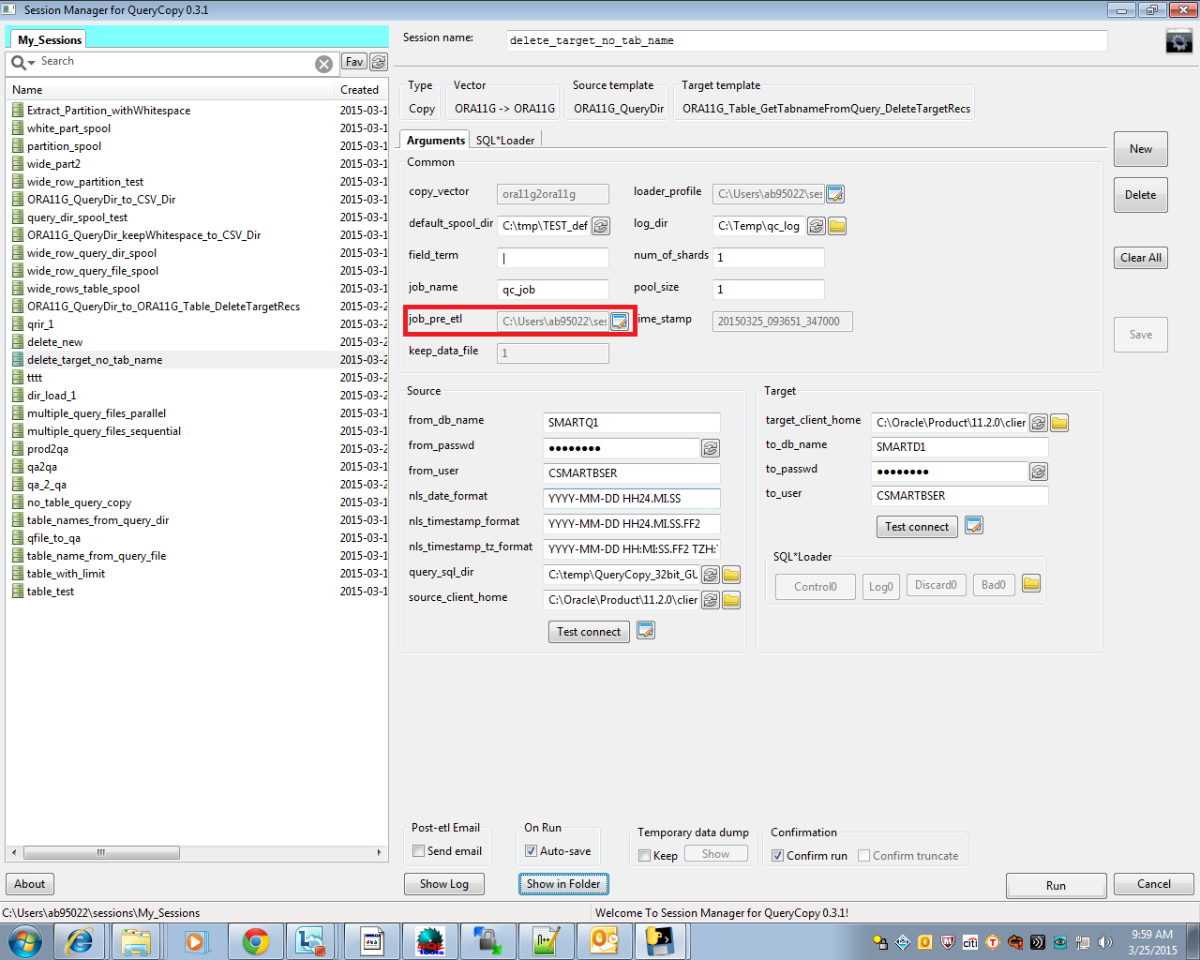 Session Manager for QueryCopy 0.3.1
My_Sessions
Search
Fav
Name Created
Extract_Partition_withWhitespace 2015-03-1
white_part_spool 2015-03-1
partition_spool 2015-03-1
wide_part2 2015-03-1
wide_row_partition_test 2015-03-1
ORA11G_QueryDir_to_CSV_Dir 2015-03-1
query_dir_spool_test 2015-03-1
ORA11G_QueryDir_keepWhitespace_to_CSV_Dir 2015-03-1
wide_row_query_dir_spool 2015-03-1
wide_row_query_file_spool 2015-03-1
wide_rows_table_spool 2015-03-1
ORA11G_QueryDir_to_ORA11G_Table_DeleteTargetRecs 2015-03-2
qrir_1 2015-03-2
delete_new 2015-03-2
delete_target_no_tab_name 2015-03-2
tttt 2015-03-2
dir_load_1 2015-03-2
multiple_query_files_parallel 2015-03-1
multiple_query_files_sequential 2015-03-1
prod2qa 2015-03-2
qa2qa 2015-03-1
qa_2_qa 2015-03-1
no_table_query_copy 2015-03-1
table_names_from_query_dir 2015-03-1
qfile_to_qa 2015-03-1
table_name_from_query_file 2015-03-1
table_with_limit 2015-03-1
table_test 2015-03-1
About
Session name: delete_target_no_tab_name
Type Vector Source template Target template
Copy ORA11G -> ORA11G ORA11G_QueryDir ORA11G_Table_GetTabnameFromQuery_DeleteTargetRecs
Arguments SQL*Loader
Common
copy_vector ora11g2ora11g loader_profile C:\Users\ab95022\ses
default_spool_dir C:\tmp\TEST_def log_dir C:\Temp\qc_log
field_term | num_of_shards 1
job_name qc_job pool_size 1
job_pre_etl C:\Users\ab95022\ses ime_stamp 20150325_093651_347000
keep_data_file 1
New
Delete
Clear All
Save
Source
from_db_name SMARTQ1
from_passwd ●●●●●●●●
from_user CSMARTBSER
nls_date_format YYYY-MM-DD HH24.MI.SS
nls_timestamp_format YYYY-MM-DD HH24.MI.SS.FF2
nls_timestamp_tz_format YYYY-MM-DD HH:MI:SS.FF2 TZH:
query_sql_dir C:\temp\QueryCopy_32bit_GU
source_client_home C:\Oracle\Product\11.2.0\clier
Test connect
Target
target_client_home C:\Oracle\Product\11.2.0\clier
to_db_name SMARTD1
to_passwd ●●●●●●●●
to_user CSMARTBSER
Test connect
SQL*Loader
Control0 Log0 Discard0 Bad0
Post-etl Email On Run Temporary data dump Confirmation
Send email Auto-save Keep Show Confirm run Confirm truncate
Show Log Show in Folder Run Cancel
C:\Users\ab95022\sessions\My_Sessions Welcome To Session Manager for QueryCopy 0.3.1!
citi
9:59 AM
3/25/2015